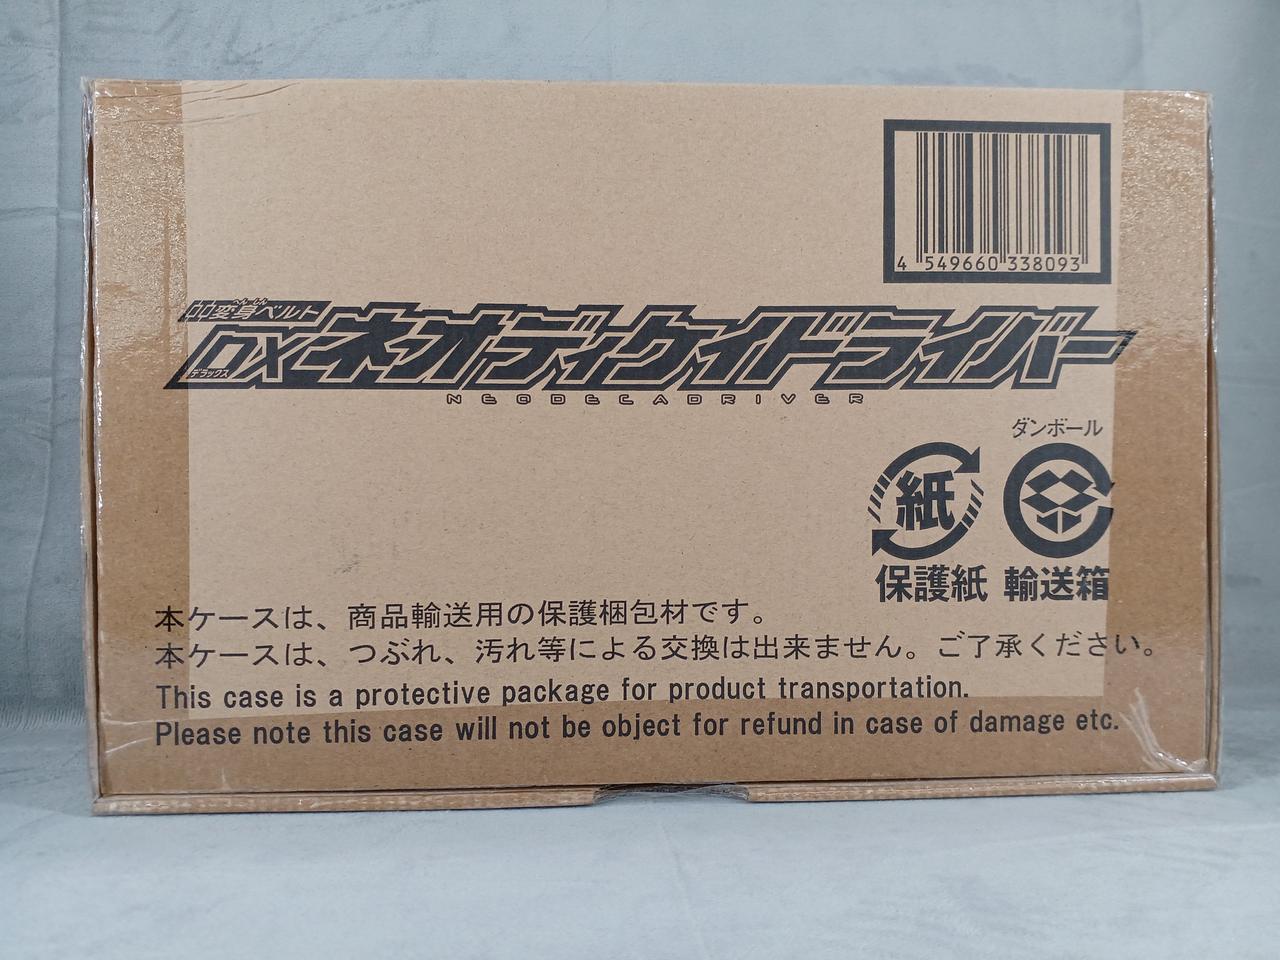 4 549660 338093
変身ベルト
へんしん
DXネオディケイドライバー
デラックス
NEODECADRIVER
ダンボール
紙
保護紙 輸送箱
本ケースは、商品輸送用の保護梱包材です。
本ケースは、つぶれ、汚れ等による交換は出来ません。ご了承ください。
This case is a protective package for product transportation.
Please note this case will not be object for refund in case of damage etc.